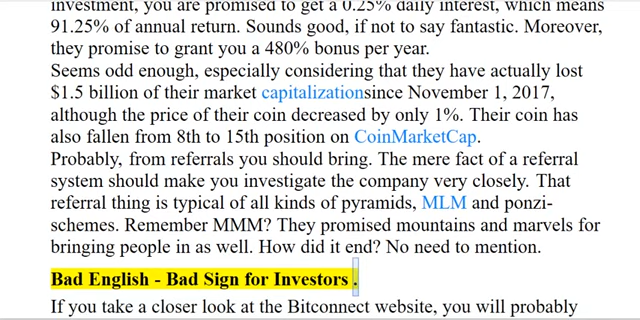 investment, you are promised to get a 0.25% daily interest, which means
91.25% of annual return. Sounds good, if not to say fantastic. Moreover,
they promise to grant you a 480% bonus per year.
Seems odd enough, especially considering that they have actually lost
$1.5 billion of their market capitalizationsince November 1, 2017,
although the price of their coin decreased by only 1%. Their coin has
also fallen from 8th to 15th position on CoinMarketCap.
Probably, from referrals you should bring. The mere fact of a referral
system should make you investigate the company very closely. That
referral thing is typical of all kinds of pyramids, MLM and ponzi-
schemes. Remember MMM? They promised mountains and marvels for
bringing people in as well. How did it end? No need to mention.
Bad English - Bad Sign for Investors .
If you take a closer look at the Bitconnect website, you will probably